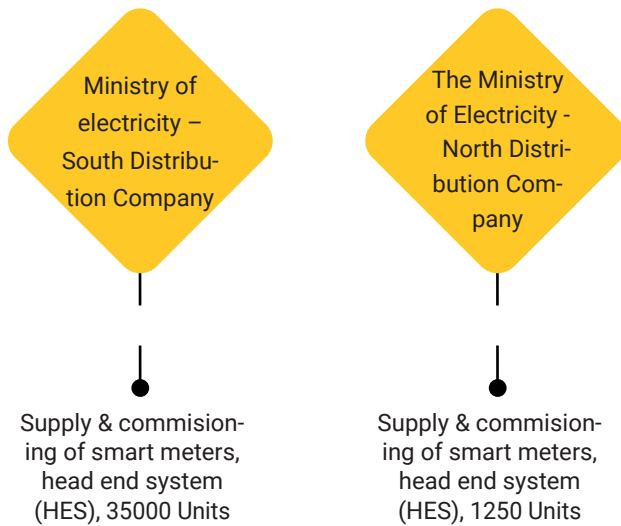 Ministry of
electricity –
South Distribu-
tion Company
The Ministry
of Electricity -
North Distri-
bution Com-
pany
Supply & commision-
ing of smart meters,
head end system
(HES), 35000 Units
Supply & commision-
ing of smart meters,
head end system
(HES), 1250 Units